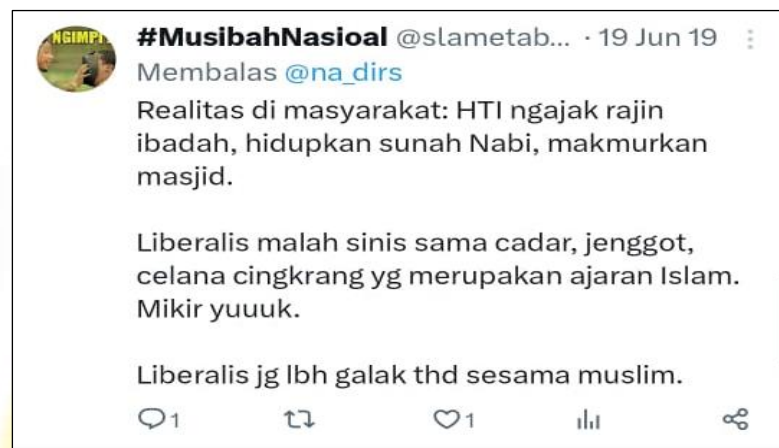 NGIMPI
#MusibahNasioal @slametab... · 19 Jun 19
Membalas @na_dirs
Realitas di masyarakat: HTI ngajak rajin
ibadah, hidupkan sunah Nabi, makmurkan
masjid.
Liberalis malah sinis sama cadar, jenggot,
celana cingkrang yg merupakan ajaran Islam.
Mikir yuuuk.
Liberalis jg lbh galak thd sesama muslim.
1 1